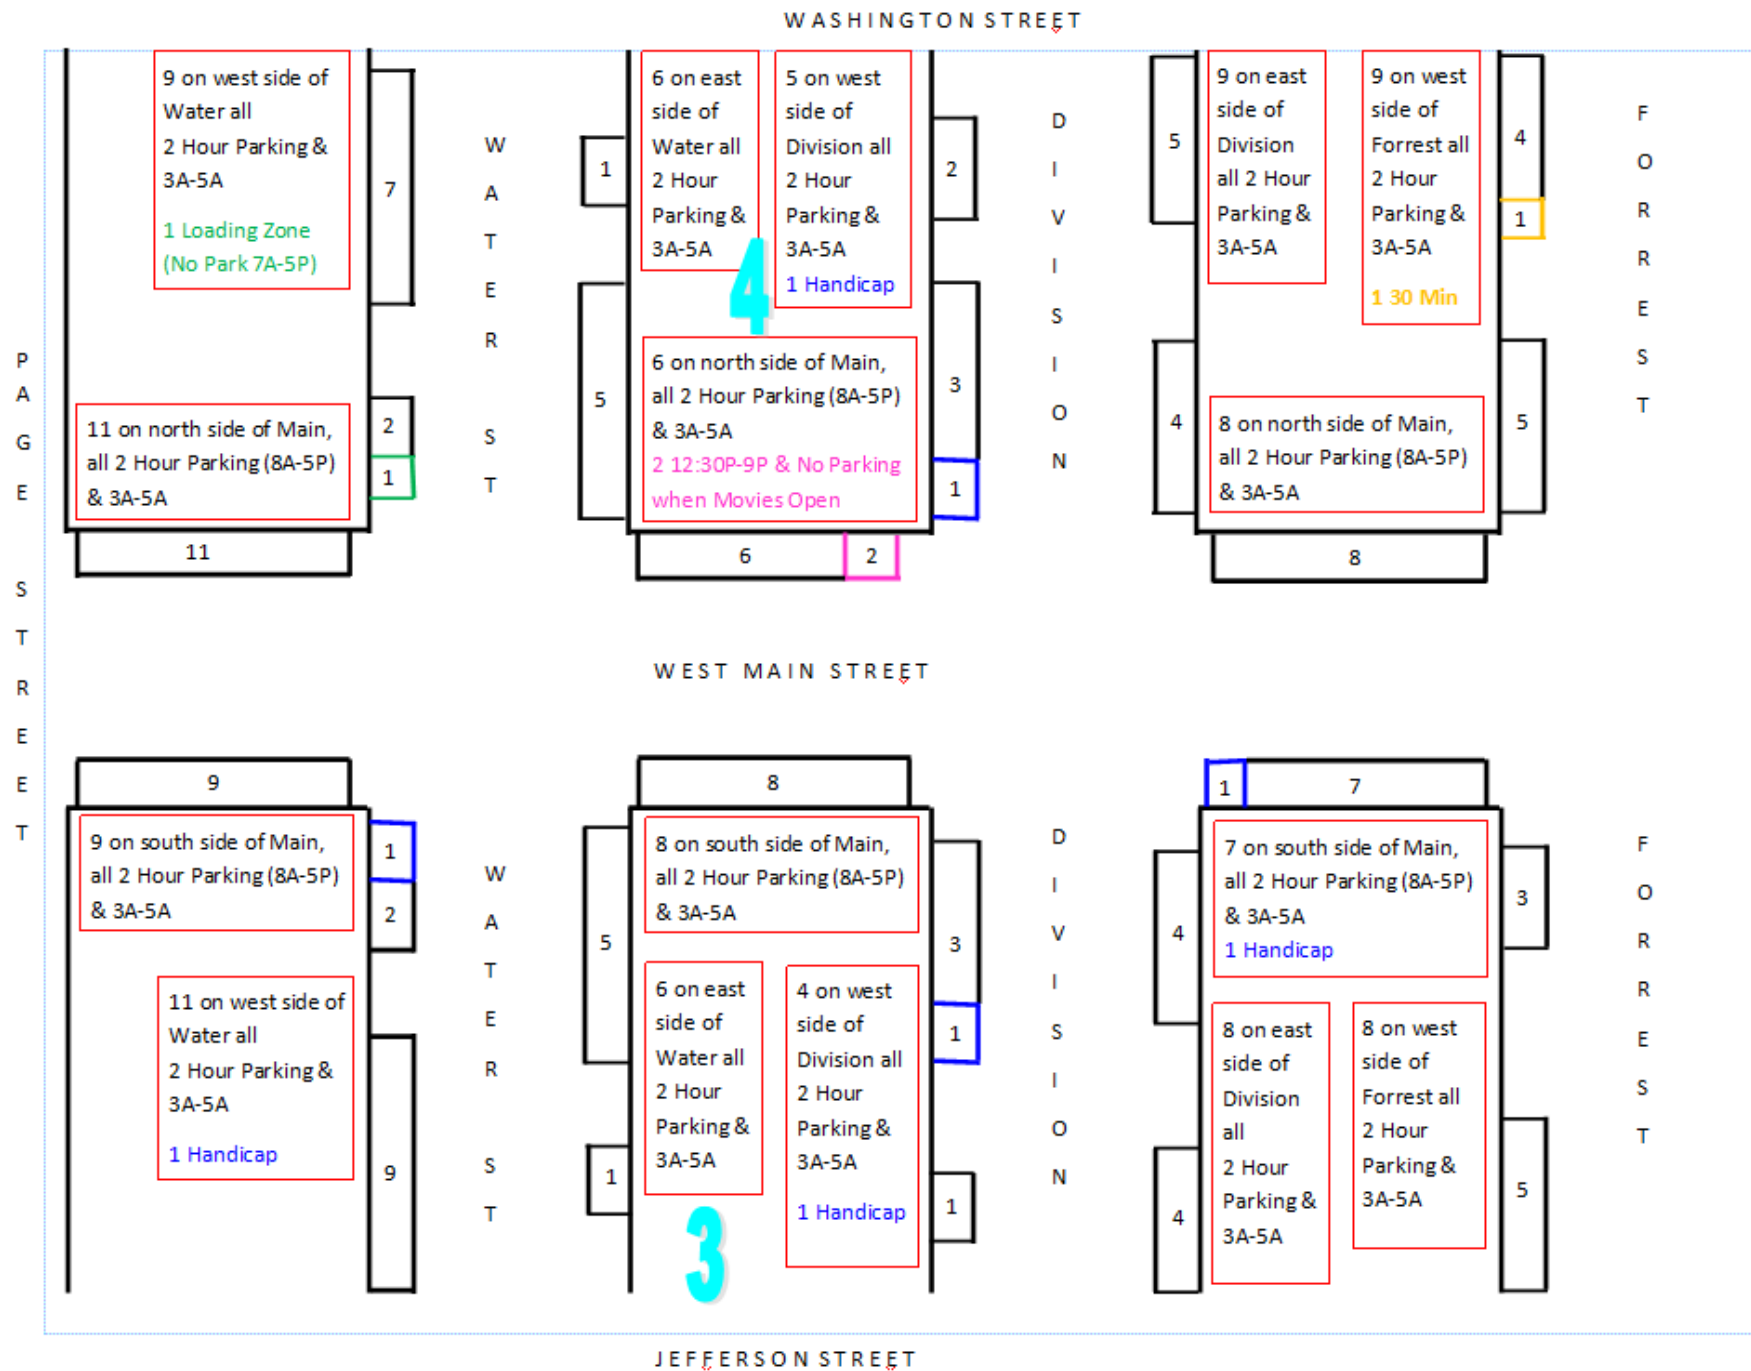 WASHINGTON STREET
9 on west side of
Water all
2 Hour Parking &
3A-5A
1 Loading Zone
(No Park 7A-5P)
7
WATER ST
1
6 on east
side of
Water all
2 Hour
Parking &
3A-5A
5 on west
side of
Division all
2 Hour
Parking &
3A-5A
1 Handicap
2
DIVISION
5
9 on east
side of
Division
all 2 Hour
Parking &
3A-5A
9 on west
side of
Forrest all
2 Hour
Parking &
3A-5A
1 30 Min
4
1
FORREST
4
PAGE STREET
11 on north side of Main,
all 2 Hour Parking (8A-5P)
& 3A-5A
2
1
11
5
6 on north side of Main,
all 2 Hour Parking (8A-5P)
& 3A-5A
2 12:30P-9P & No Parking
when Movies Open
3
1
6
2
4
8 on north side of Main,
all 2 Hour Parking (8A-5P)
& 3A-5A
5
8
WEST MAIN STREET
9
8
1
7
9 on south side of Main,
all 2 Hour Parking (8A-5P)
& 3A-5A
1
2
11 on west side of
Water all
2 Hour Parking &
3A-5A
1 Handicap
9
WATER ST
5
1
8 on south side of Main,
all 2 Hour Parking (8A-5P)
& 3A-5A
6 on east
side of
Water all
2 Hour
Parking &
3A-5A
4 on west
side of
Division all
2 Hour
Parking &
3A-5A
1 Handicap
3
3
1
1
DIVISION
4
4
7 on south side of Main,
all 2 Hour Parking (8A-5P)
& 3A-5A
1 Handicap
8 on east
side of
Division
all
2 Hour
Parking &
3A-5A
8 on west
side of
Forrest all
2 Hour
Parking &
3A-5A
3
5
FORREST
JEFFERSON STREET